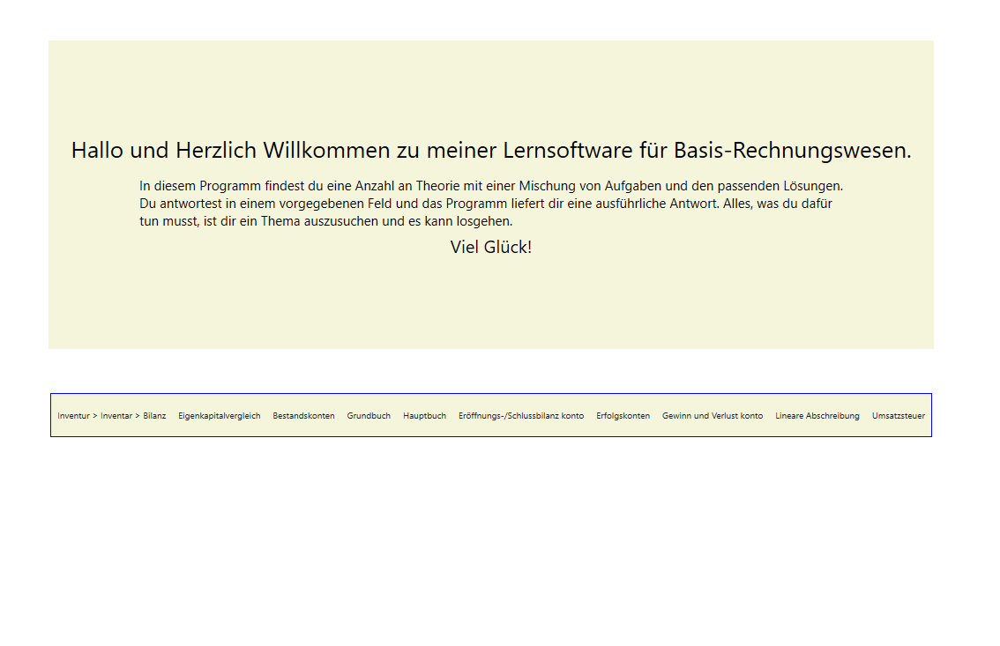 Hallo und Herzlich Willkommen zu meiner Lernsoftware für Basis-Rechnungswesen.
In diesem Programm findest du eine Anzahl an Theorie mit einer Mischung von Aufgaben und den passenden Lösungen.
Du antwortest in einem vorgegebenen Feld und das Programm liefert dir eine ausführliche Antwort. Alles, was du dafür
tun musst, ist dir ein Thema auszusuchen und es kann losgehen.
Viel Glück!
Inventur > Inventar > Bilanz Eigenkapitalvergleich Bestandskonten Grundbuch Hauptbuch Eröffnungs-/Schlussbilanz konto Erfolgskonten Gewinn und Verlust konto Lineare Abschreibung Umsatzsteuer